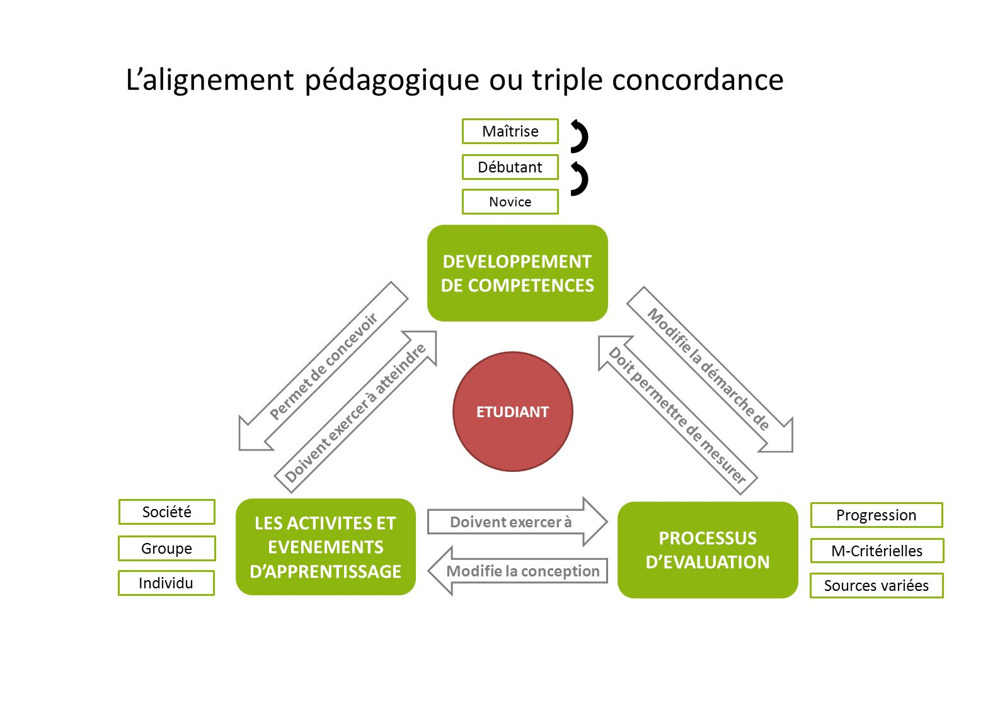 L’alignement pédagogique ou triple concordance
Maîtrise
Débutant
Novice
DEVELOPPEMENT
DE COMPETENCES
Permet de concevoir
Doivent exercer à atteindre
Modifie la démarche de
Doit permettre de mesurer
ETUDIANT
Société
Groupe
Individu
LES ACTIVITES ET
EVENEMENTS
D’APPRENTISSAGE
Doivent exercer à
Modifie la conception
PROCESSUS
D’EVALUATION
Progression
M-Critérielles
Sources variées